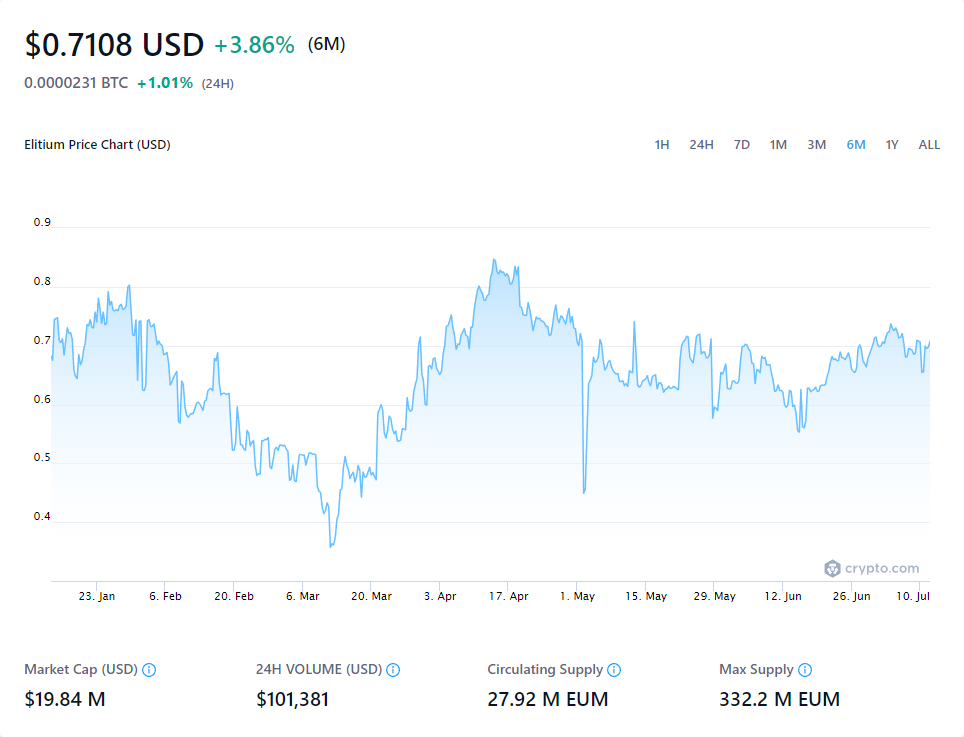 $0.7108 USD +3.86% (6M)
0.0000231 BTC +1.01% (24H)
Elitium Price Chart (USD) 1H 24H 7D 1M 3M 6M 1Y ALL
0.9
0.8
0.7
0.6
0.5
0.4
crypto.com
23. Jan 6. Feb 20. Feb 6. Mar 20. Mar 3. Apr 17. Apr 1. May 15. May 29. May 12. Jun 26. Jun 10. Jul
Market Cap (USD) 24H VOLUME (USD) Circulating Supply Max Supply
$19.84 M $101,381 27.92 M EUM 332.2 M EUM